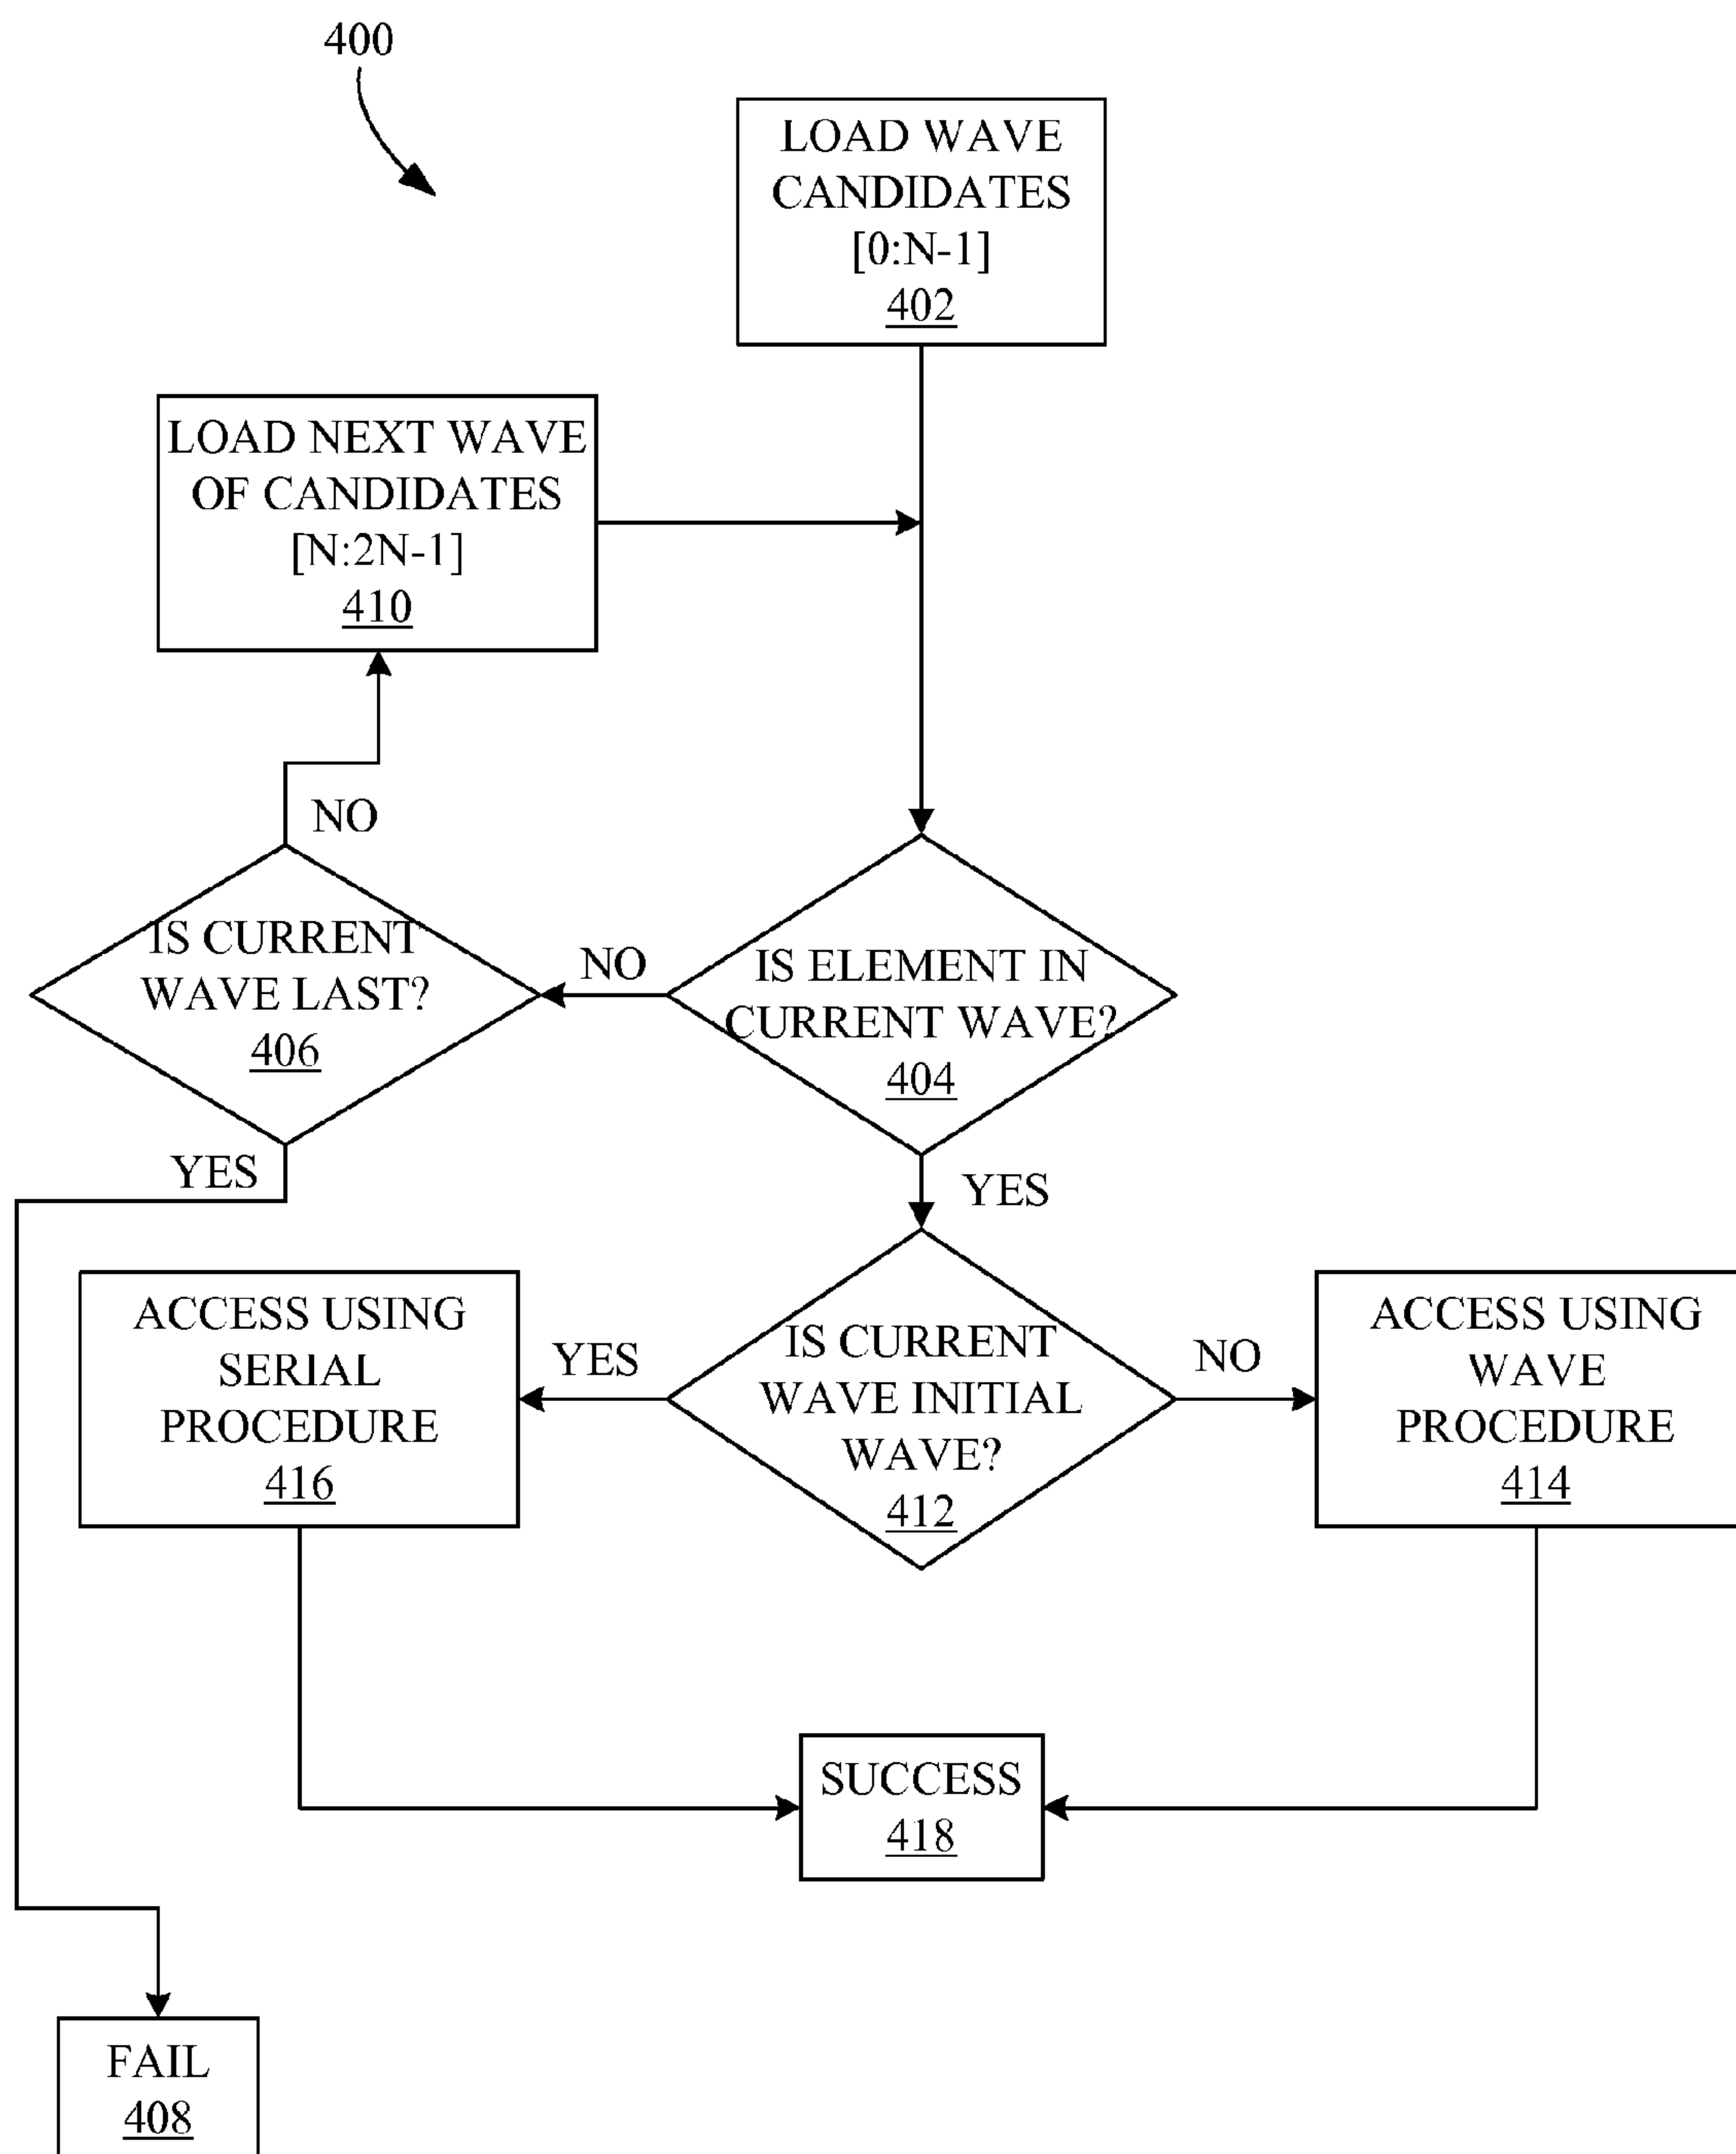 400
LOAD WAVE
CANDIDATES
[0:N-1]
402
LOAD NEXT WAVE
OF CANDIDATES
[N:2N-1]
410
NO
IS CURRENT
WAVE LAST?
406
NO
IS ELEMENT IN
CURRENT WAVE?
404
YES
YES
ACCESS USING
SERIAL
PROCEDURE
416
YES
IS CURRENT
WAVE INITIAL
WAVE?
412
NO
ACCESS USING
WAVE
PROCEDURE
414
SUCCESS
418
FAIL
408